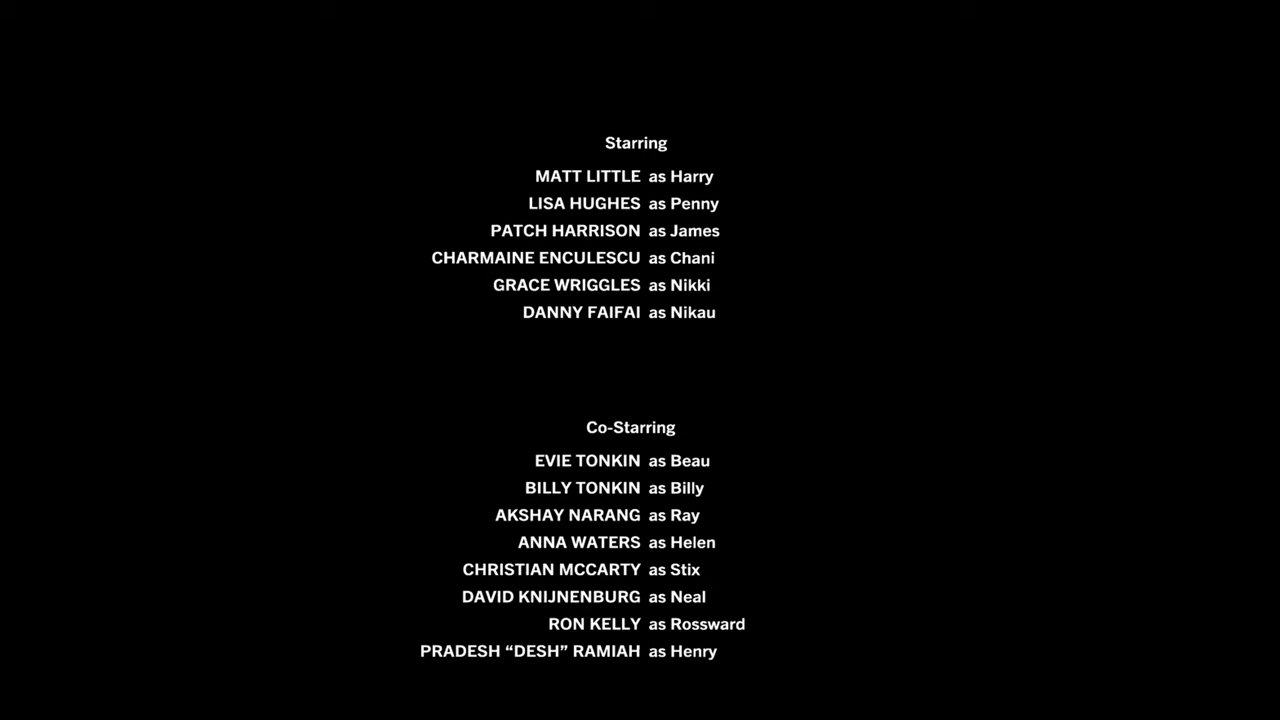 Starring
MATT LITTLE as Harry
LISA HUGHES as Penny
PATCH HARRISON as James
CHARMAINE ENCULESCU as Chani
GRACE WRIGGLES as Nikki
DANNY FAIFAI as Nikau
Co-Starring
EVIE TONKIN as Beau
BILLY TONKIN as Billy
AKSHAY NARANG as Ray
ANNA WATERS as Helen
CHRISTIAN MCCARTY as Stix
DAVID KNIJNENBURG as Neal
RON KELLY as Rossward
PRADESH “DESH” RAMIAH as Henry